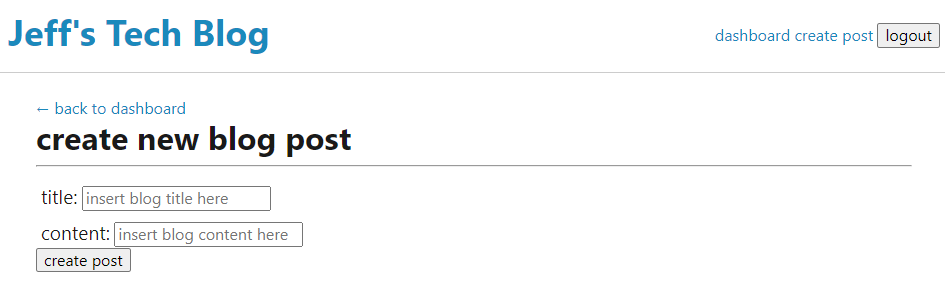 Jeff's Tech Blog
dashboard create post logout
← back to dashboard
create new blog post
title: insert blog title here
content: insert blog content here
create post